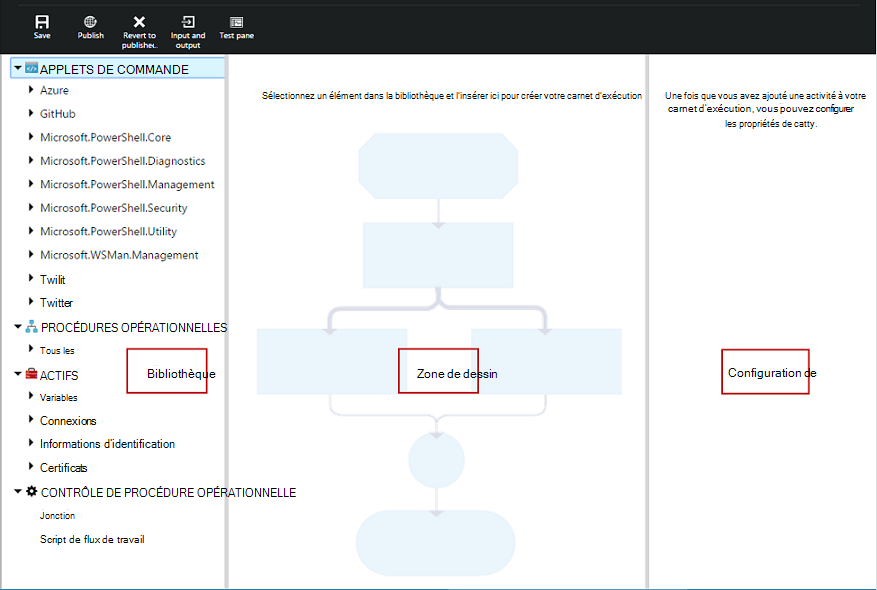 Save
Publish
Revert to
publishe..
Input and
output
Test pane
APPLETS DE COMMANDE
Azure
GitHub
Microsoft.PowerShell.Core
Microsoft.PowerShell.Diagnostics
Microsoft.PowerShell.Management
Microsoft.PowerShell.Security
Microsoft.PowerShell.Utility
Microsoft.WSMan.Management
Twilit
Twitter
PROCÉDURES OPÉRATIONNELLES
Tous les
ACTIFS
Variables
Connexions
Informations d'identification
Certificats
CONTRÔLE DE PROCÉDURE OPÉRATIONNELLE
Jonction
Script de flux de travail
Bibliothèque
Sélectionnez un élément dans la bibliothèque et l'insérer ici pour créer votre carnet d'exécution
Zone de dessin
Une fois que vous avez ajouté une activité à votre
carnet d'exécution, vous pouvez configurer
les propriétés de catty.
Configuration de